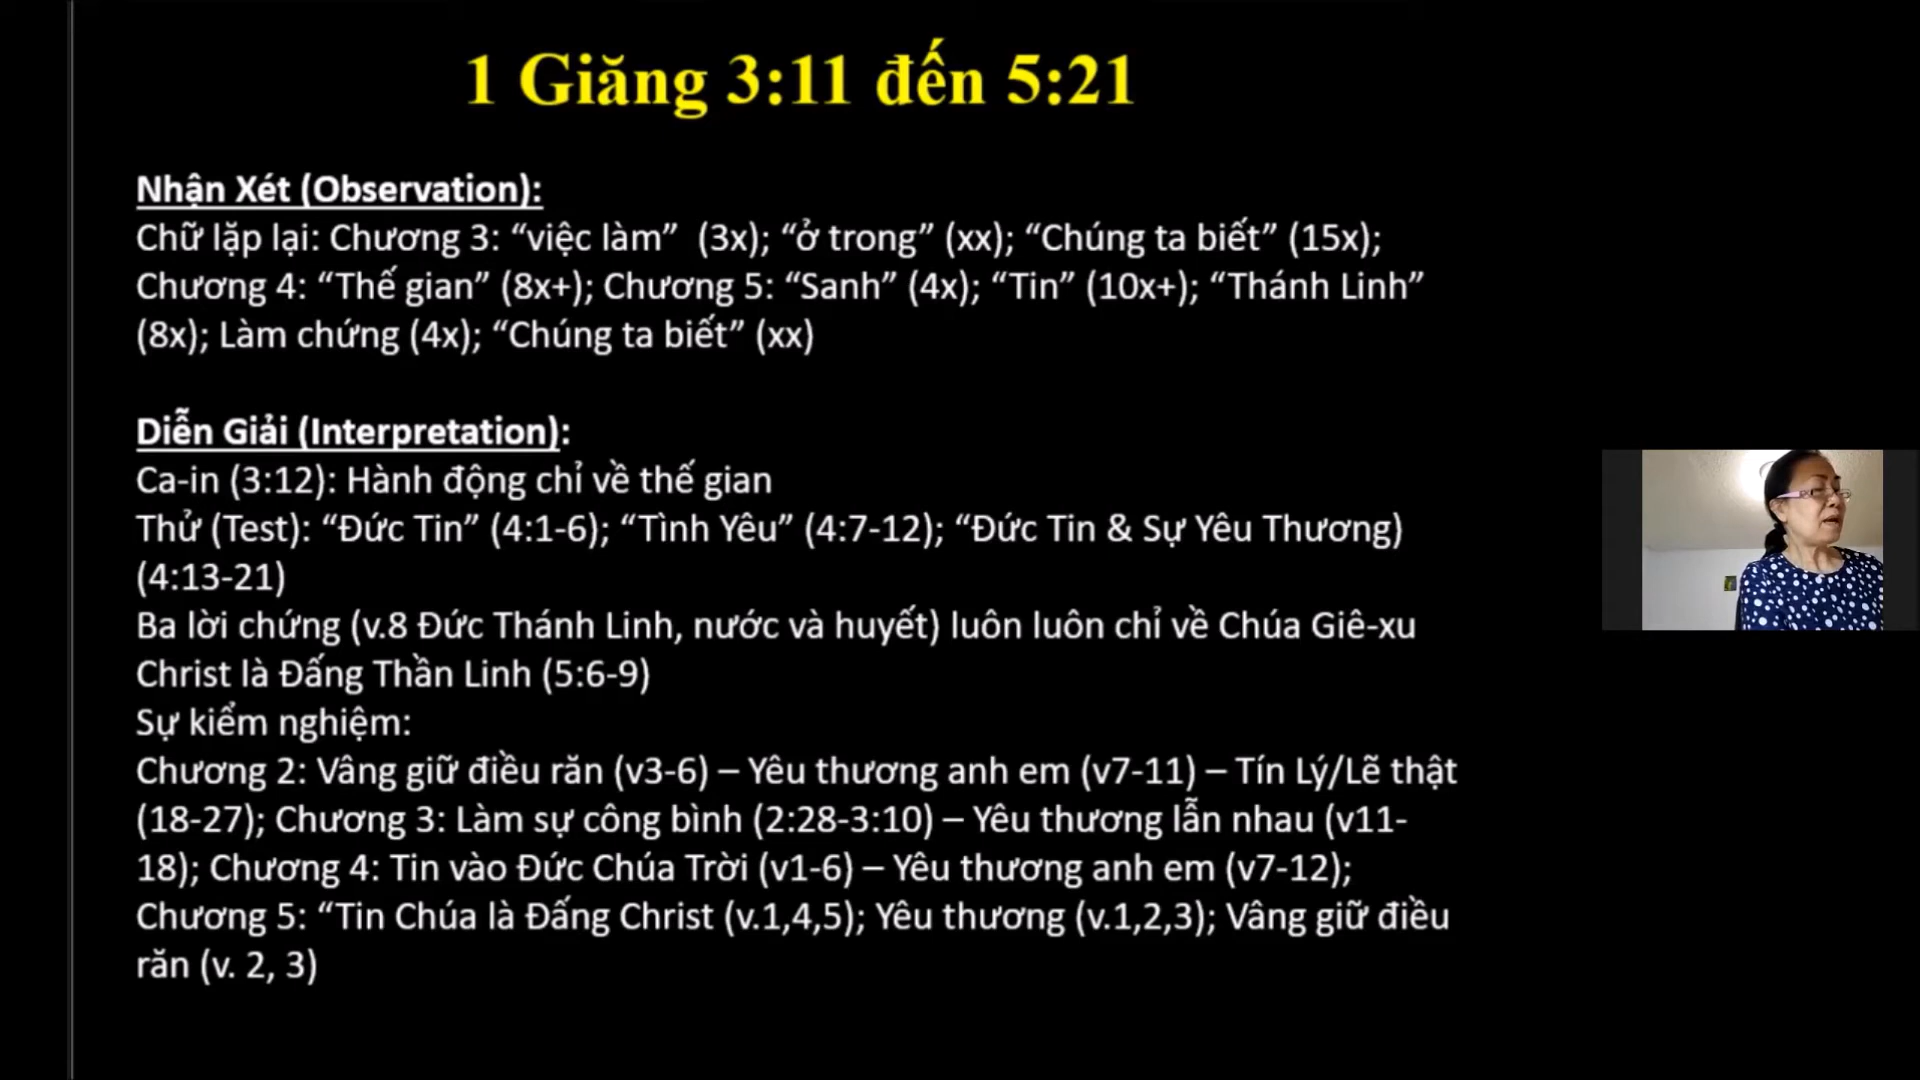 1 Giăng 3:11 đến 5:21
Nhận Xét (Observation):
Chữ lặp lại: Chương 3: “việc làm” (3x); “ở trong” (xx); “Chúng ta biết” (15x);
Chương 4: “Thế gian” (8x+); Chương 5: “Sanh” (4x); “Tin” (10x+); “Thánh Linh”
(8x); Làm chứng (4x); “Chúng ta biết” (xx)
Diễn Giải (Interpretation):
Ca-in (3:12): Hành động chỉ về thế gian
Thử (Test): “Đức Tin” (4:1-6); “Tình Yêu” (4:7-12); “Đức Tin & Sự Yêu Thương)
(4:13-21)
Ba lời chứng (v.8 Đức Thánh Linh, nước và huyết) luôn luôn chỉ về Chúa Giê-xu
Christ là Đấng Thần Linh (5:6-9)
Sự kiểm nghiệm:
Chương 2: Vâng giữ điều răn (v3-6) – Yêu thương anh em (v7-11) – Tín Lý/Lẽ thật
(18-27); Chương 3: Làm sự công bình (2:28-3:10) – Yêu thương lẫn nhau (v11-
18); Chương 4: Tin vào Đức Chúa Trời (v1-6) – Yêu thương anh em (v7-12);
Chương 5: “Tin Chúa là Đấng Christ (v.1,4,5); Yêu thương (v.1,2,3); Vâng giữ điều
răn (v. 2, 3)